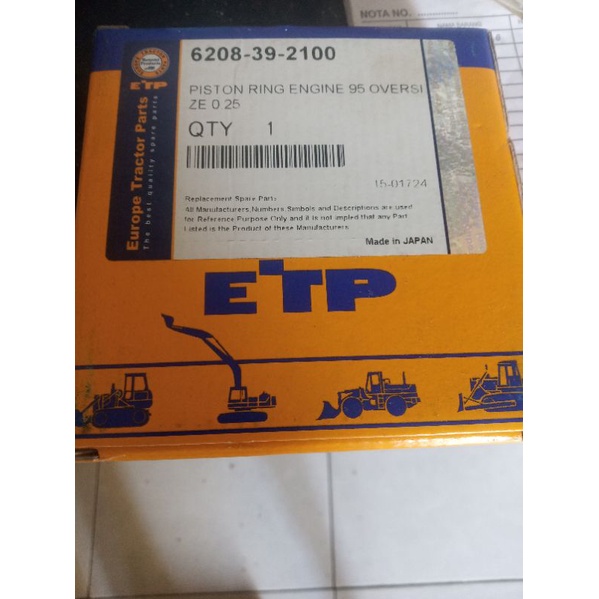 NOTA NO.
6208-39-2100
PISTON RING ENGINE 95 OVERSI
ZE 0.25
QTY 1
15-01724
Replacement Spare Parts
All Manufacturers,Numbers,Simbols and Descriptions are used
for Reference Purpose Only and it is not implied that any Part
Listed is the Product of these Manufacturers
Made in JAPAN
ETP
Europe Tractor Parts
The best Quality spare parts
ETP